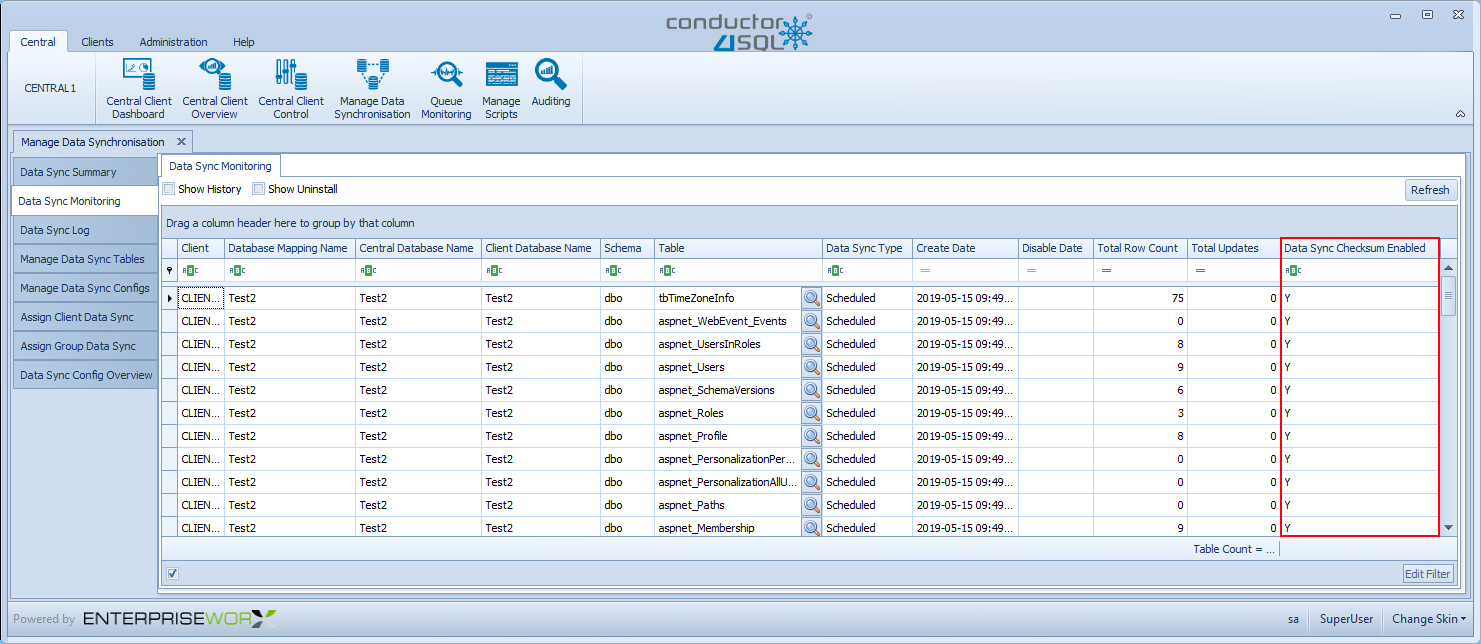 conductor
4SQL
Central Clients Administration Help
CENTRAL1
Central Client Dashboard
Central Client Overview
Central Client Control
Manage Data Synchronisation
Queue Monitoring
Manage Scripts
Auditing
Manage Data Synchronisation
Data Sync Summary
Data Sync Monitoring
Data Sync Log
Manage Data Sync Tables
Manage Data Sync Configs
Assign Client Data Sync
Assign Group Data Sync
Data Sync Config Overview
Data Sync Monitoring
Show History Show Uninstall Refresh
Drag a column header here to group by that column
Client Database Mapping Name Central Database Name Client Database Name Schema Table Data Sync Type Create Date Disable Date Total Row Count Total Updates Data Sync Checksum Enabled
ABC ABC ABC ABC ABC ABC ABC = = = = ABC
CLIEN... Test2 Test2 Test2 dbo tbTimeZoneInfo Scheduled 2019-05-15 09:49... 75 0 Y
CLIEN... Test2 Test2 Test2 dbo aspnet_WebEvent_Events Scheduled 2019-05-15 09:49... 0 0 Y
CLIEN... Test2 Test2 Test2 dbo aspnet_UsersInRoles Scheduled 2019-05-15 09:49... 8 0 Y
CLIEN... Test2 Test2 Test2 dbo aspnet_Users Scheduled 2019-05-15 09:49... 9 0 Y
CLIEN... Test2 Test2 Test2 dbo aspnet_SchemaVersions Scheduled 2019-05-15 09:49... 6 0 Y
CLIEN... Test2 Test2 Test2 dbo aspnet_Roles Scheduled 2019-05-15 09:49... 3 0 Y
CLIEN... Test2 Test2 Test2 dbo aspnet_Profile Scheduled 2019-05-15 09:49... 8 0 Y
CLIEN... Test2 Test2 Test2 dbo aspnet_PersonalizationPer... Scheduled 2019-05-15 09:49... 0 0 Y
CLIEN... Test2 Test2 Test2 dbo aspnet_PersonalizationAllU... Scheduled 2019-05-15 09:49... 0 0 Y
CLIEN... Test2 Test2 Test2 dbo aspnet_Paths Scheduled 2019-05-15 09:49... 0 0 Y
CLIEN... Test2 Test2 Test2 dbo aspnet_Membership Scheduled 2019-05-15 09:49... 9 0 Y
Table Count = ...
Edit Filter
Powered by ENTERPRISEWORX sa SuperUser Change Skin